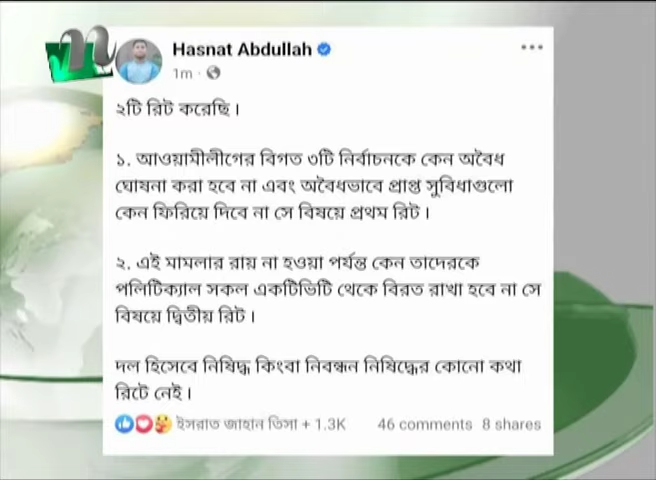 Hasnat Abdullah
1m
২টি রিট করেছি।
১. আওয়ামীলীগের বিগত ৩টি নির্বাচনকে কেন অবৈধ
ঘোষনা করা হবে না এবং অবৈধভাবে প্রাপ্ত সুবিধাগুলো
কেন ফিরিয়ে দিবে না সে বিষয়ে প্রথম রিট।
২. এই মামলার রায় না হওয়া পর্যন্ত কেন তাদেরকে
পলিটিক্যাল সকল একটিভিটি থেকে বিরত রাখা হবে না সে
বিষয়ে দ্বিতীয় রিট।
দল হিসেবে নিষিদ্ধ কিংবা নিবন্ধন নিষিদ্ধের কোনো কথা
রিটে নেই।
ইসরাত জাহান তিসা + 1.3K 46 comments 8 shares